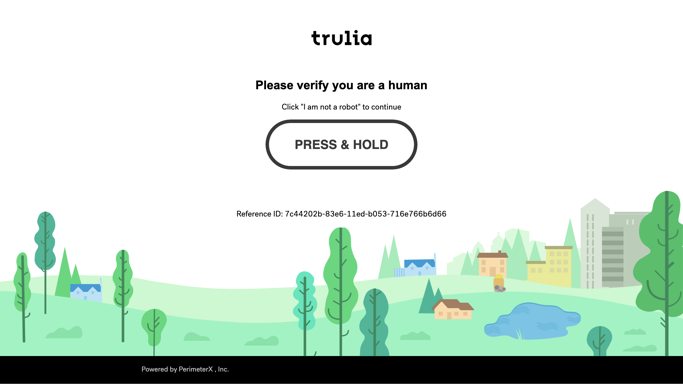 trulia
Please verify you are a human
Click "I am not a robot" to continue
PRESS & HOLD
Reference ID: 7c44202b-83e6-11ed-b053-716e766b6d66
Powered by PerimeterX , Inc.